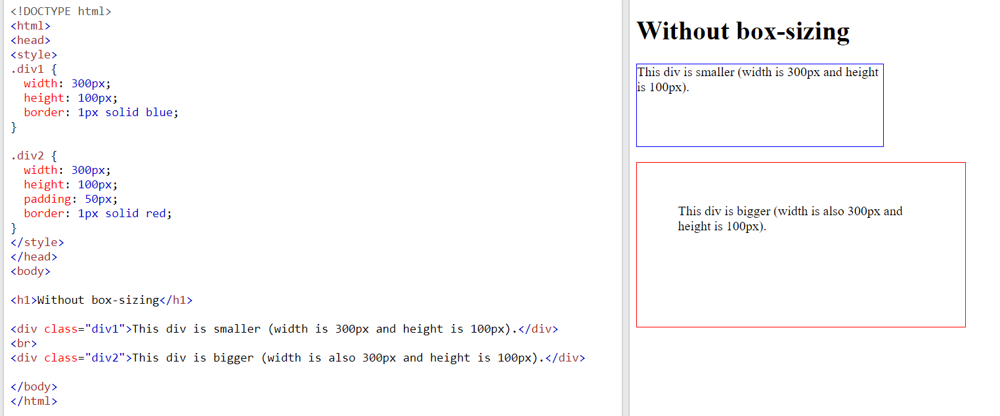 <!DOCTYPE html>
<html>
<head>
<style>
.div1 {
  width: 300px;
  height: 100px;
  border: 1px solid blue;
}

.div2 {
  width: 300px;
  height: 100px;
  padding: 50px;
  border: 1px solid red;
}
</style>
</head>
<body>

<h1>Without box-sizing</h1>

<div class="div1">This div is smaller (width is 300px and height is 100px).</div>
<br>
<div class="div2">This div is bigger (width is also 300px and height is 100px).</div>

</body>
</html>
Without box-sizing
This div is smaller (width is 300px and height
is 100px).
This div is bigger (width is also 300px and
height is 100px).